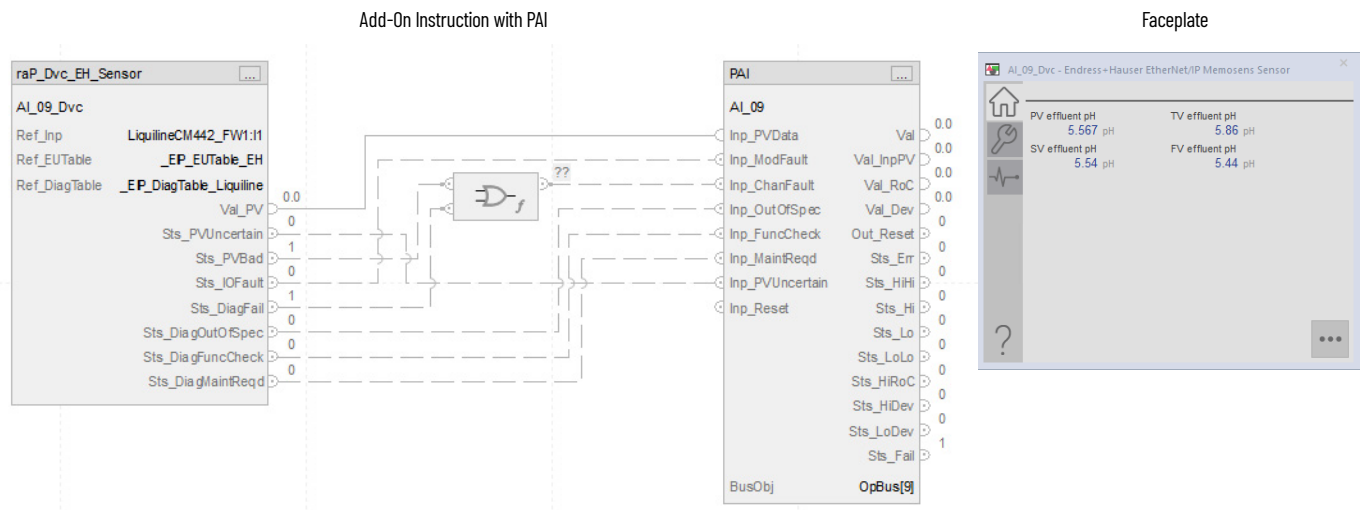 Add-On Instruction with PAI
Faceplate
raP_Dvc_EH_Sensor ...
AI_09_Dvc
Ref_Inp LiquilineCM442_FW1:I1
Ref_EUTable _EIP_EUTable_EH
Ref_DiagTable _EIP_DiagTable_Liquiline
0.0
Val_PV
0
Sts_PVUncertain
1
Sts_PVBad
0
Sts_IOFault
1
Sts_DiagFail
0
Sts_DiagOutOfSpec
0
Sts_DiagFuncCheck
0
Sts_DiagMaintReqd
f
??
PAI ...
AI_09
0.0
Inp_PVData Val
0.0
Inp_ModFault Val_InpPV
0.0
Inp_ChanFault Val_RoC
0.0
Inp_OutOfSpec Val_Dev
0
Inp_FuncCheck Out_Reset
0
Inp_MaintReqd Sts_Err
0
Inp_PVUncertain Sts_HiHi
0
Inp_Reset Sts_Hi
0
Sts_Lo
0
Sts_LoLo
0
Sts_HiRoC
0
Sts_HiDev
0
Sts_LoDev
1
Sts_Fail
BusObj OpBus[9]
AI_09_Dvc - Endress+Hauser EtherNet/IP Memosens Sensor
PV effluent pH TV effluent pH
5.567 pH 5.86 pH
SV effluent pH FV effluent pH
5.54 pH 5.44 pH
?